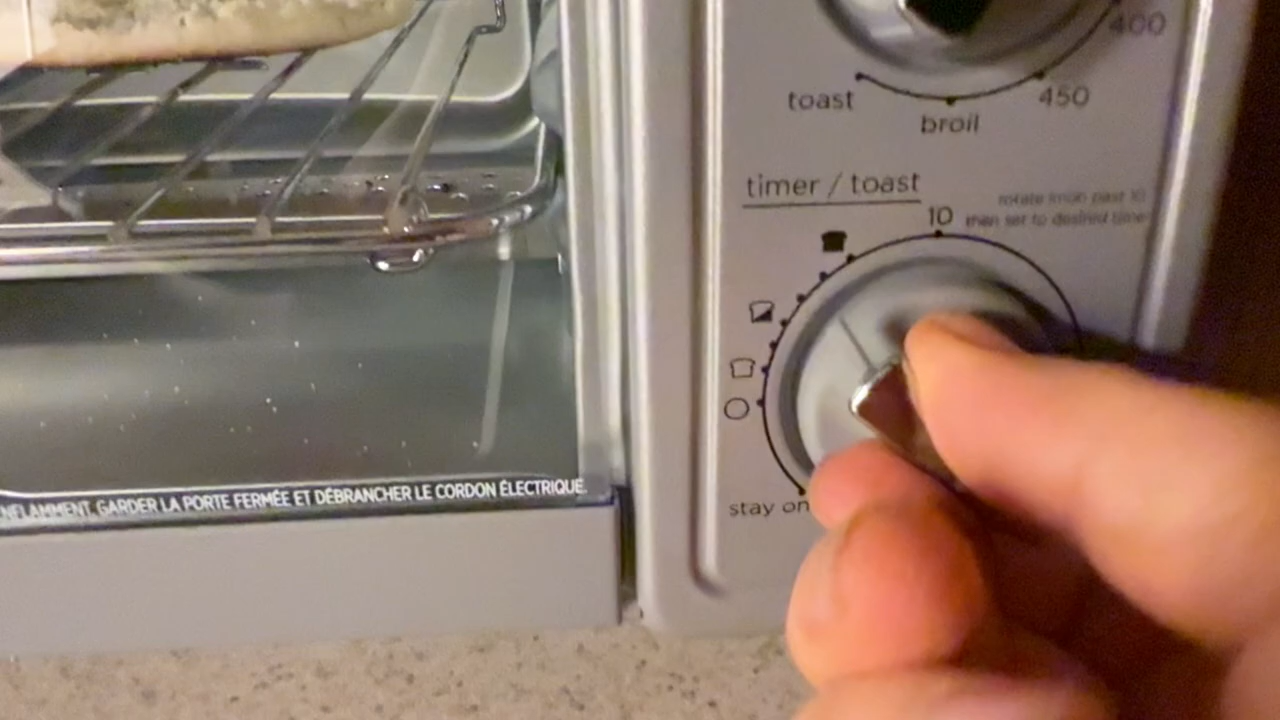 400
450
toast
broil
timer / toast
rotate knob past 10
10
then set to desired time
stay on
NFLAMMENT, GARDER LA PORTE FERMÉE ET DÉBRANCHER LE CORDON ÉLECTRIQUE.